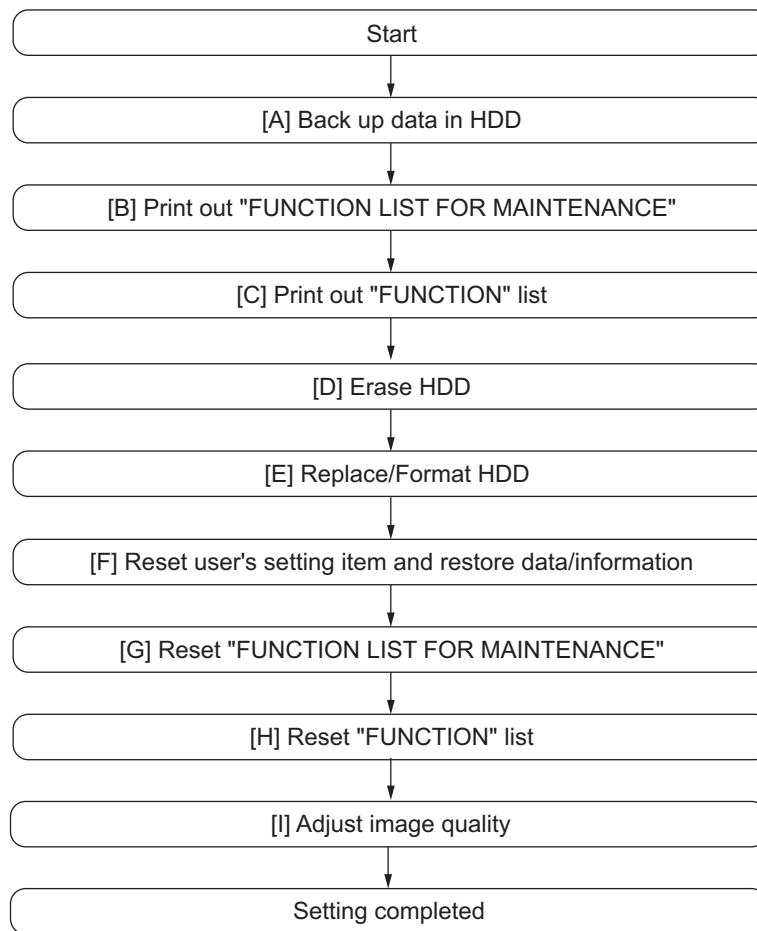 Start
[A] Back up data in HDD
[B] Print out "FUNCTION LIST FOR MAINTENANCE"
[C] Print out "FUNCTION" list
[D] Erase HDD
[E] Replace/Format HDD
[F] Reset user's setting item and restore data/information
[G] Reset "FUNCTION LIST FOR MAINTENANCE"
[H] Reset "FUNCTION" list
[I] Adjust image quality
Setting completed